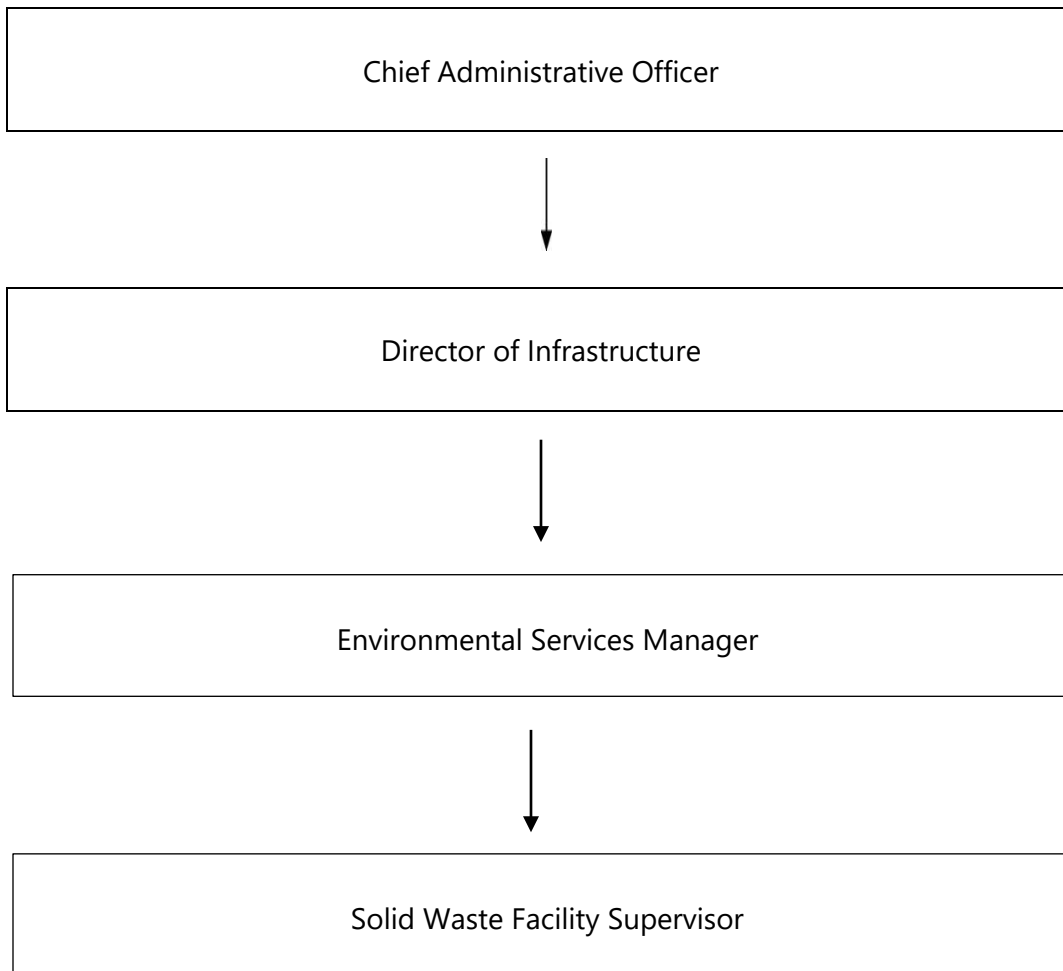 Chief Administrative Officer
Director of Infrastructure
Environmental Services Manager
Solid Waste Facility Supervisor